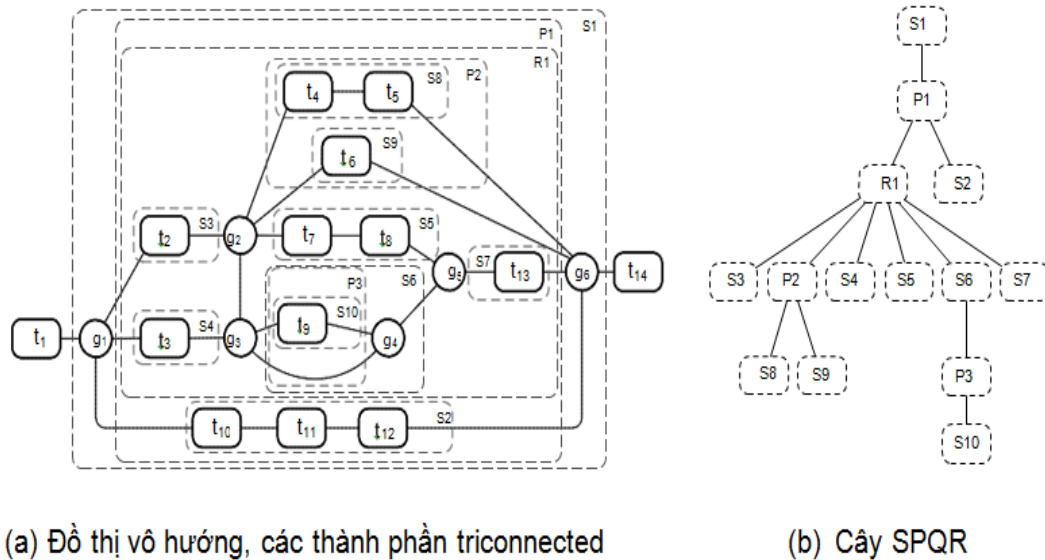 S1
P1
R1
P2
S8
t4
t5
S9
t6
S3
t2
g2
S5
t7
t8
g5
S7
t13
g6
t14
S6
P3
S10
t9
g4
t1
g1
S4
t3
g3
S2
t10
t11
t12
S1
P1
R1
S2
S3
P2
S4
S5
S6
S7
S8
S9
P3
S10
(a) Đồ thị vô hướng, các thành phần triconnected
(b) Cây SPQR